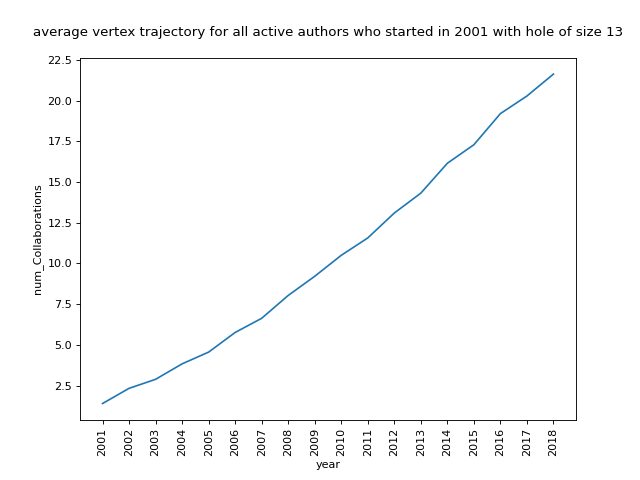 average vertex trajectory for all active authors who started in 2001 with hole of size 13
22.5
20.0
17.5
15.0
12.5
10.0
7.5
5.0
2.5
num_Collaborations
2001 2002 2003 2004 2005 2006 2007 2008 2009 2010 2011 2012 2013 2014 2015 2016 2017 2018
year